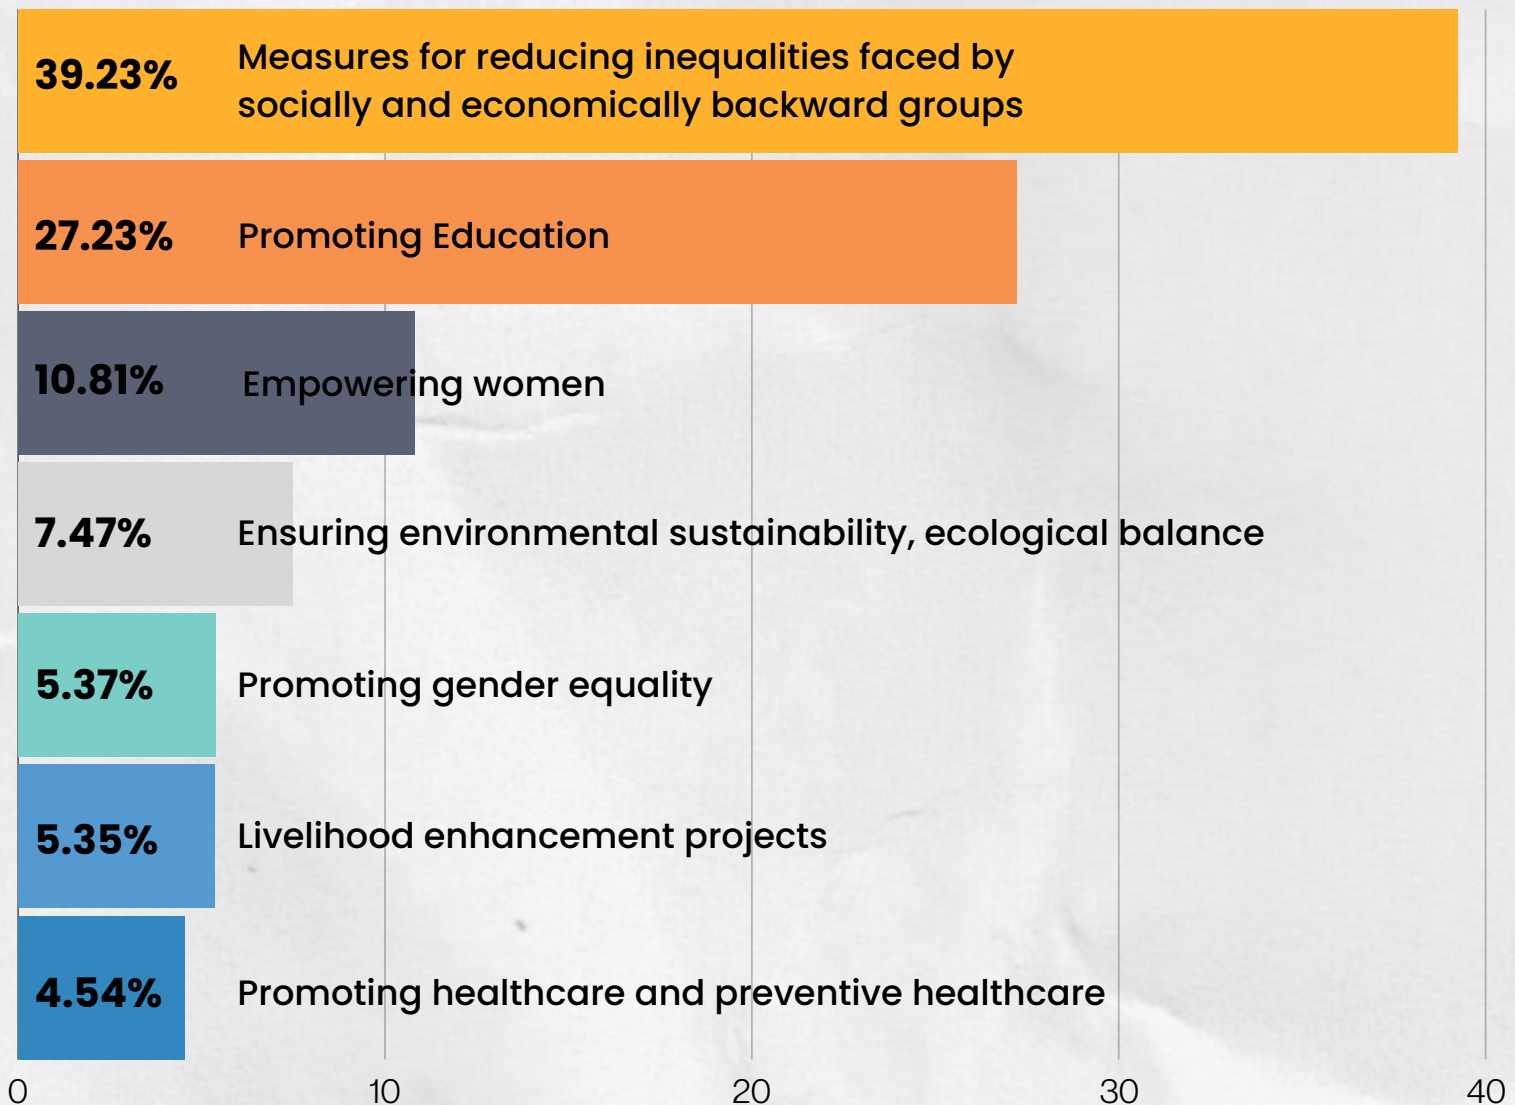 39.23%
Measures for reducing inequalities faced by
socially and economically backward groups
27.23%
Promoting Education
10.81%
Empowering women
7.47%
Ensuring environmental sustainability, ecological balance
5.37%
Promoting gender equality
5.35%
Livelihood enhancement projects
4.54%
Promoting healthcare and preventive healthcare
0 10 20 30 40